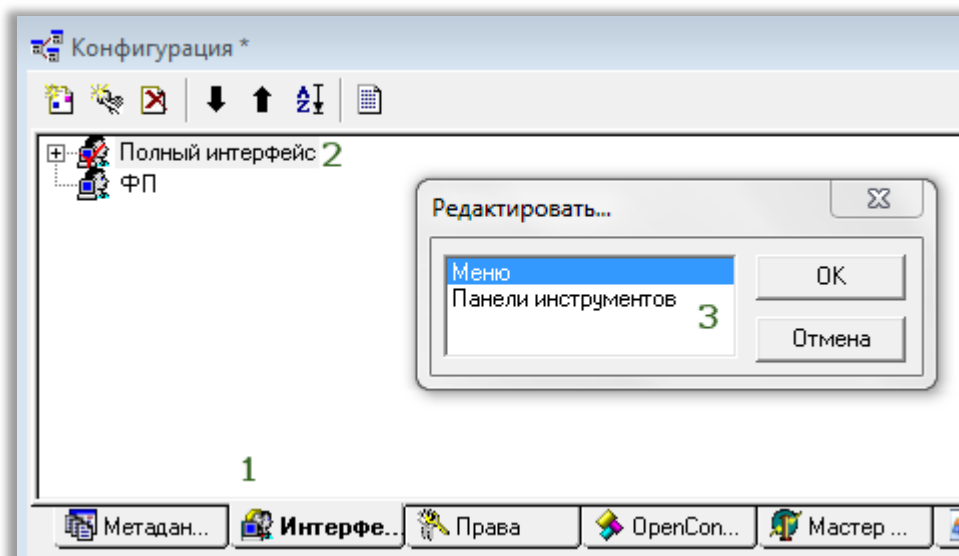 Конфигурация *
Полный интерфейс 2
ФП
Редактировать...
Меню
Панели инструментов
3
OK
Отмена
1
Метадан...
Интерфе...
Права
OpenCon...
Мастер ...